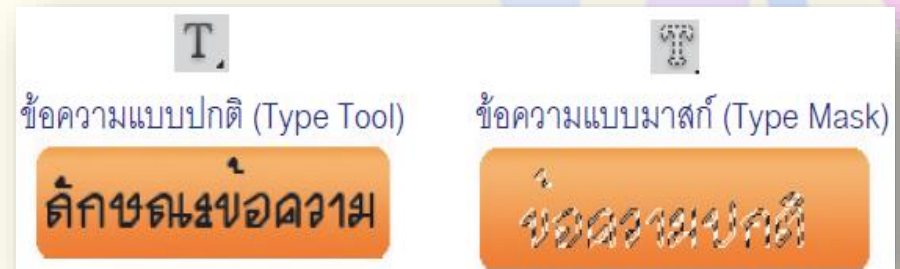 T
T
ข้อความแบบปกติ (Type Tool)
ข้อความแบบมาสก์ (Type Mask)
ลักษณะข้อความ
ข้อความปกติ